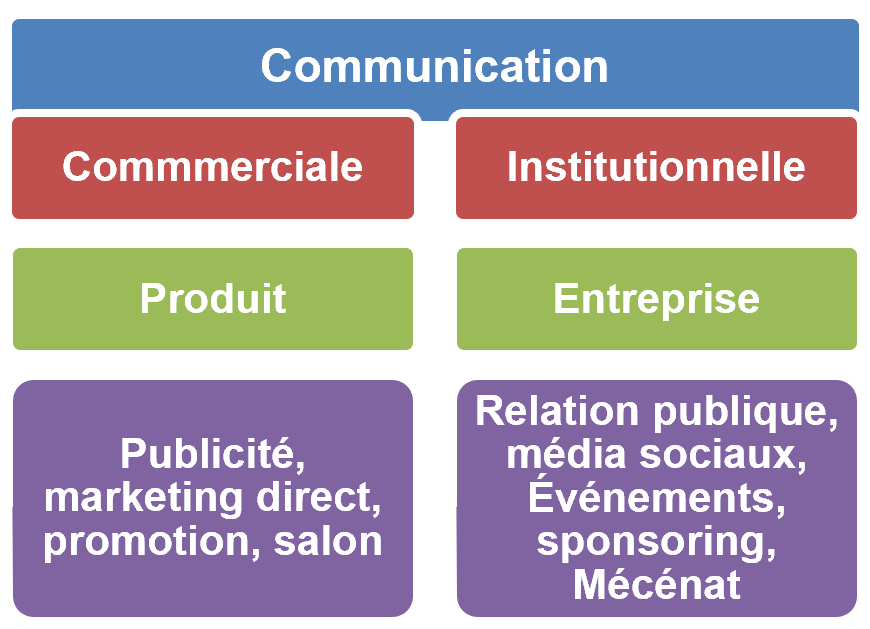 Communication
Commmerciale
Institutionnelle
Produit
Entreprise
Publicité,
marketing direct,
promotion, salon
Relation publique,
média sociaux,
Événements,
sponsoring,
Mécénat